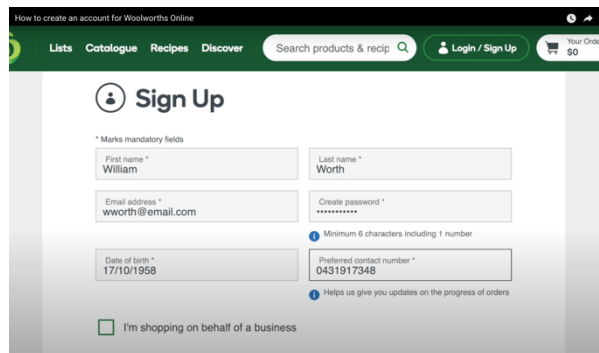 How to create an account for Woolworths Online
Lists Catalogue Recipes Discover Search products & recip Login / Sign Up Your Orde
$0
Sign Up
* Marks mandatory fields
First name * Last name *
William Worth
Email address * Create password *
wworth@email.com •••••••••••
Minimum 6 characters including 1 number
Date of birth * Preferred contact number *
17/10/1958 0431917348
Helps us give you updates on the progress of orders
I'm shopping on behalf of a business